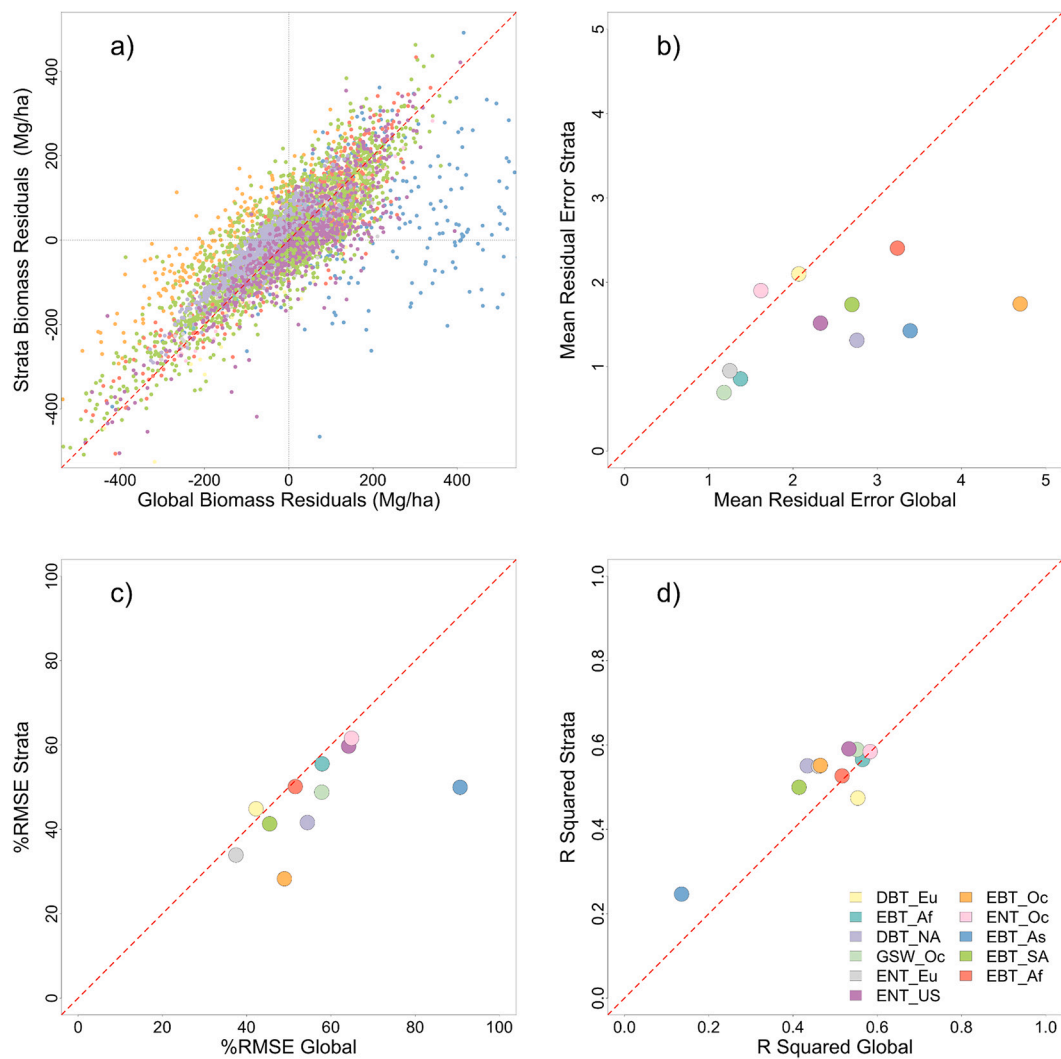 a)
400
200
0
-200
-400
Strata Biomass Residuals (Mg/ha)
-400 -200 0 200 400
Global Biomass Residuals (Mg/ha)
b)
5
4
3
2
1
0
Mean Residual Error Strata
0 1 2 3 4 5
Mean Residual Error Global
c)
100
80
60
40
20
0
%RMSE Strata
0 20 40 60 80 100
%RMSE Global
d)
1.0
0.8
0.6
0.4
0.2
0.0
R Squared Strata
DBT_Eu
EBT_Af
DBT_NA
GSW_Oc
ENT_Eu
ENT_US
EBT_Oc
ENT_Oc
EBT_As
EBT_SA
EBT_Af
0.0 0.2 0.4 0.6 0.8 1.0
R Squared Global